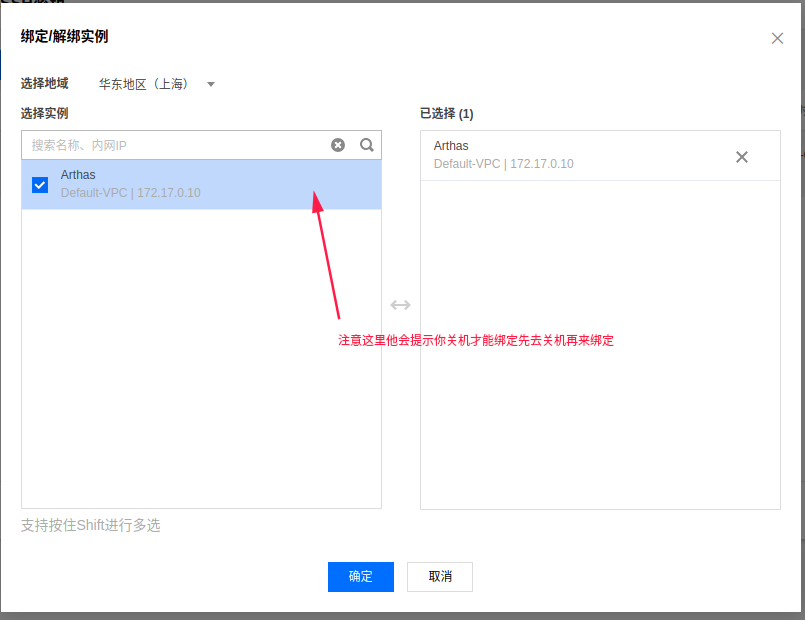 绑定/解绑实例
选择地域 华东地区（上海）
选择实例
搜索名称、内网IP
Arthas
Default-VPC | 172.17.0.10
支持按住Shift进行多选
已选择 (1)
Arthas
Default-VPC | 172.17.0.10
注意这里他会提示你关机才能绑定先去关机再来绑定
确定
取消